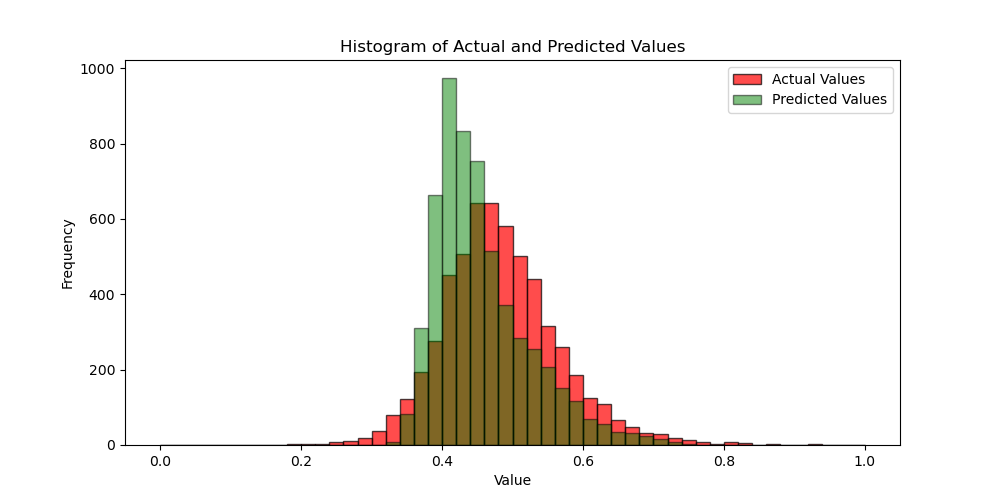 Histogram of Actual and Predicted Values
Actual Values
Predicted Values
Frequency
1000
800
600
400
200
0
0.0 0.2 0.4 0.6 0.8 1.0
Value